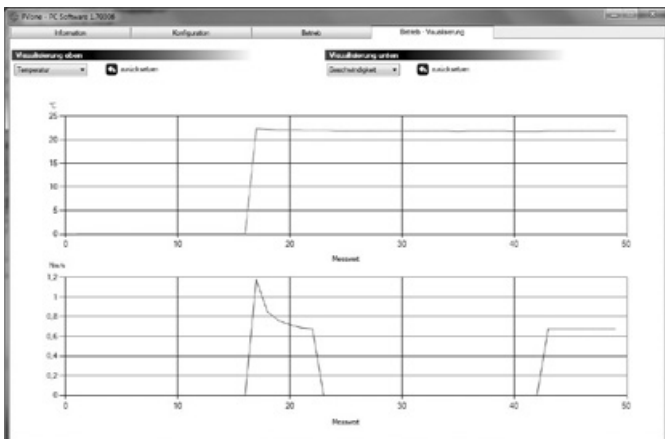 PC Software 1.70008
Information
Konfiguration
Betrieb
Betrieb - Visualisierung
Visualisierung oben
Visualisierung unten
Temperatur
zurücksetzen
Geschwindigkeit
zurücksetzen
°C
25
20
15
10
5
0
0 10 20 30 40 50
Messwert
1,2
1
0,8
0,6
0,4
0,2
0
0 10 20 30 40 50
Messwert